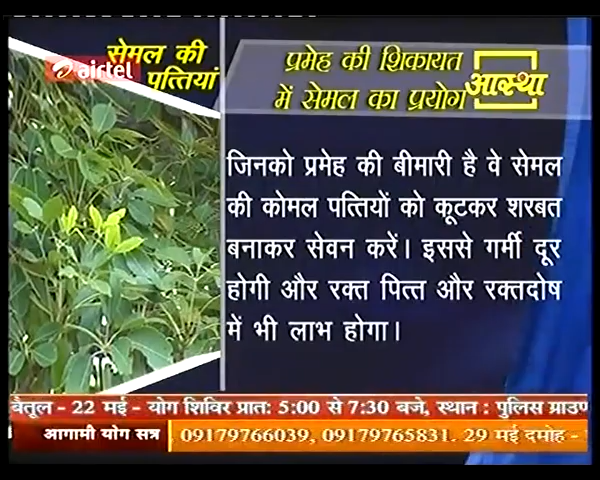 सेमल की
पत्तियां
airtel
प्रमेह की शिकायत
में सेमल का प्रयोग
आस्था
जिनको प्रमेह की बीमारी है वे सेमल
की कोमल पत्तियों को कूटकर शरबत
बनाकर सेवन करें। इससे गर्मी दूर
होगी और रक्त पित्त और रक्तदोष
में भी लाभ होगा।
बैतूल - 22 मई - योग शिविर प्रात: 5:00 से 7:30 बजे, स्थान : पुलिस
आगामी योग सत्र
09179766039, 09179765831. 29 मई दमोह -